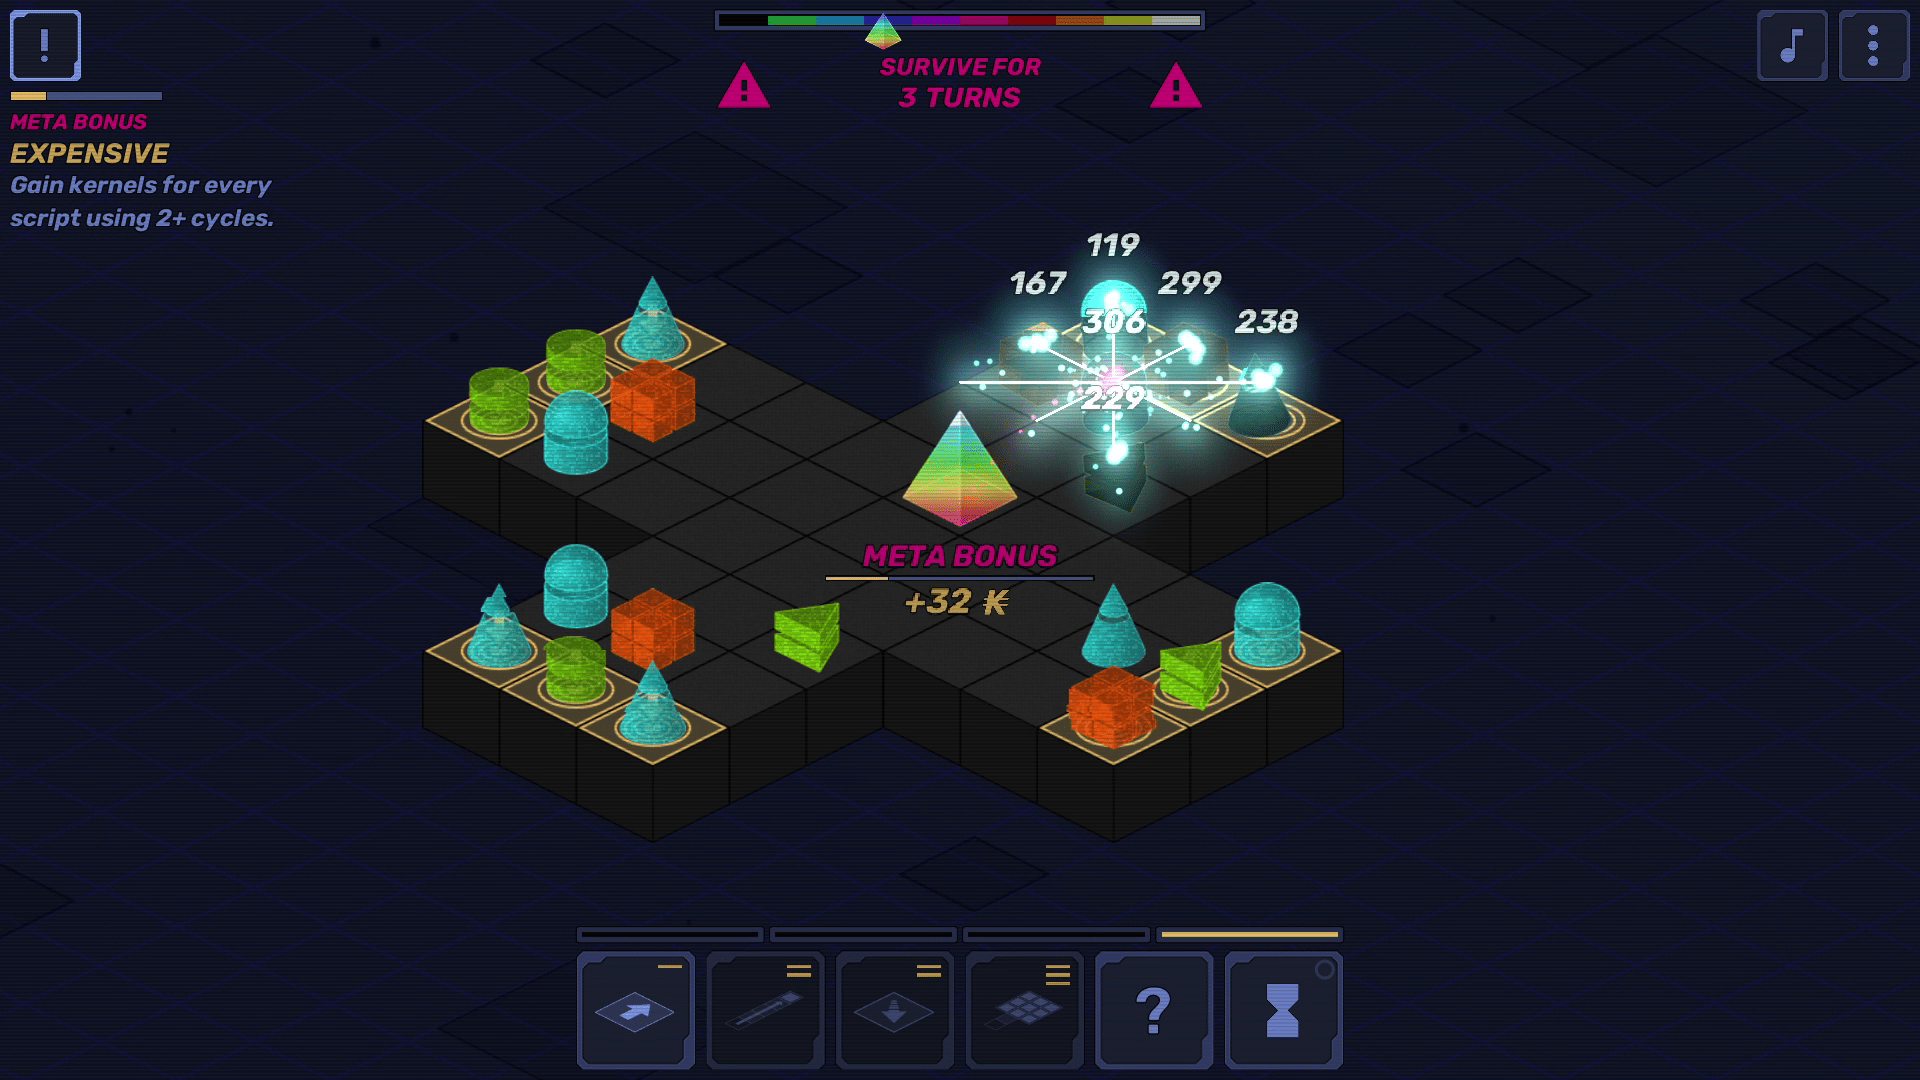 !
META BONUS
EXPENSIVE
Gain kernels for every
script using 2+ cycles.
SURVIVE FOR
3 TURNS
!
!
119
167
299
306
238
229
META BONUS
+32 ₭
?